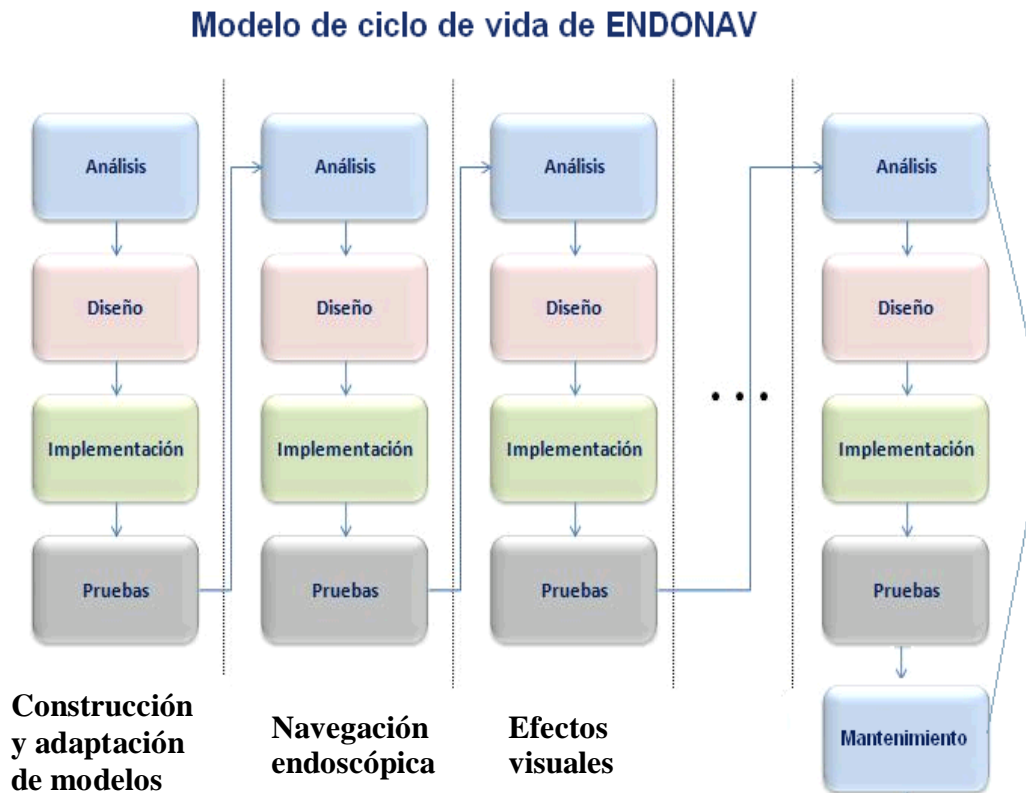 Modelo de ciclo de vida de ENDONAV
Análisis
Análisis
Análisis
Análisis
Diseño
Diseño
Diseño
Diseño
. . .
Implementación
Implementación
Implementación
Implementación
Pruebas
Pruebas
Pruebas
Pruebas
Construcción
y adaptación
de modelos
Navegación
endoscópica
Efectos
visuales
Mantenimiento